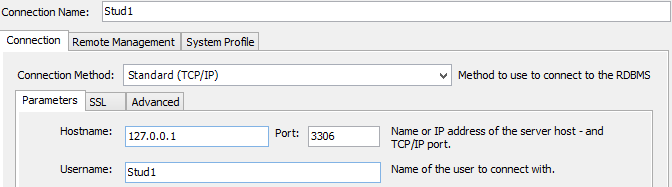 Connection Name: Stud1
Connection Remote Management System Profile
Connection Method: Standard (TCP/IP) Method to use to connect to the RDBMS
Parameters SSL Advanced
Hostname: 127.0.0.1 Port: 3306 Name or IP address of the server host - and
TCP/IP port.
Username: Stud1 Name of the user to connect with.